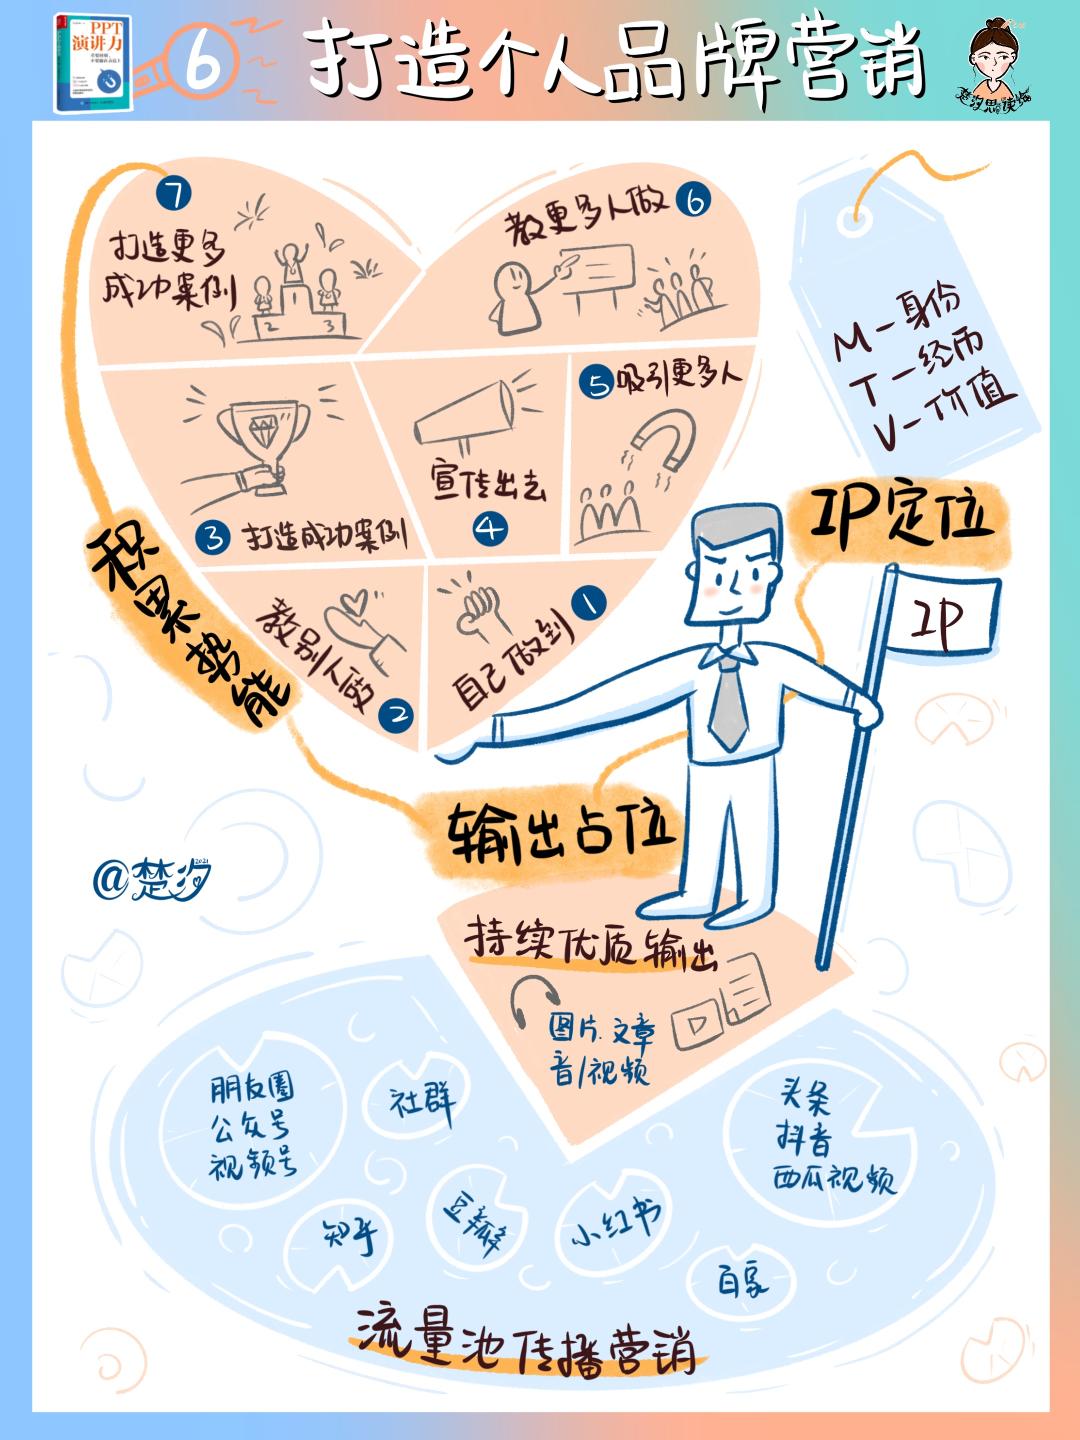 PPT
演讲力
6
打造个人品牌营销
楚汐思维读绘
7
打造更多
成功案例
1
2
3
教更多人做
6
M-身份
T-经历
V-价值
5
吸引更多人
宣传出去
4
3
打造成功案例
IP定位
IP
积累势能
教别人做
2
自己做到
1
输出占位
@楚汐
2021
持续优质输出
图片.文章
音/视频
朋友圈
公众号
视频号
社群
头条
抖音
西瓜视频
知乎
豆瓣
小红书
百家
流量池传播营销